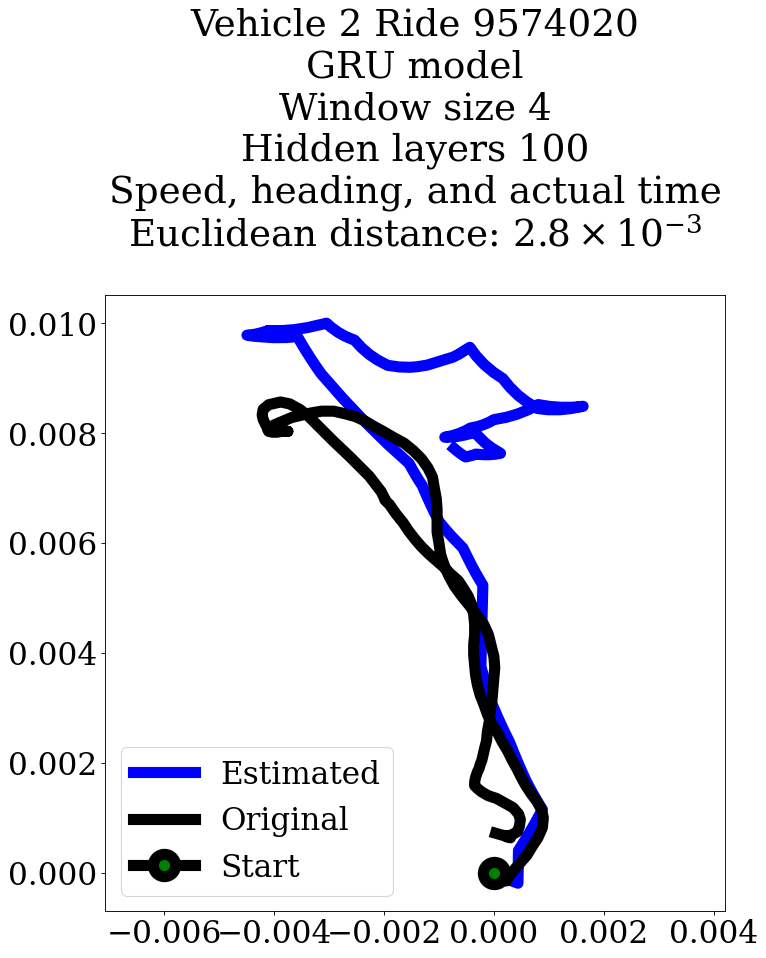 Vehicle 2 Ride 9574020
GRU model
Window size 4
Hidden layers 100
Speed, heading, and actual time
Euclidean distance: 2.8 × 10⁻³
0.010
0.008
0.006
0.004
0.002
0.000
Estimated
Original
Start
−0.006 −0.004 −0.002 0.000 0.002 0.004